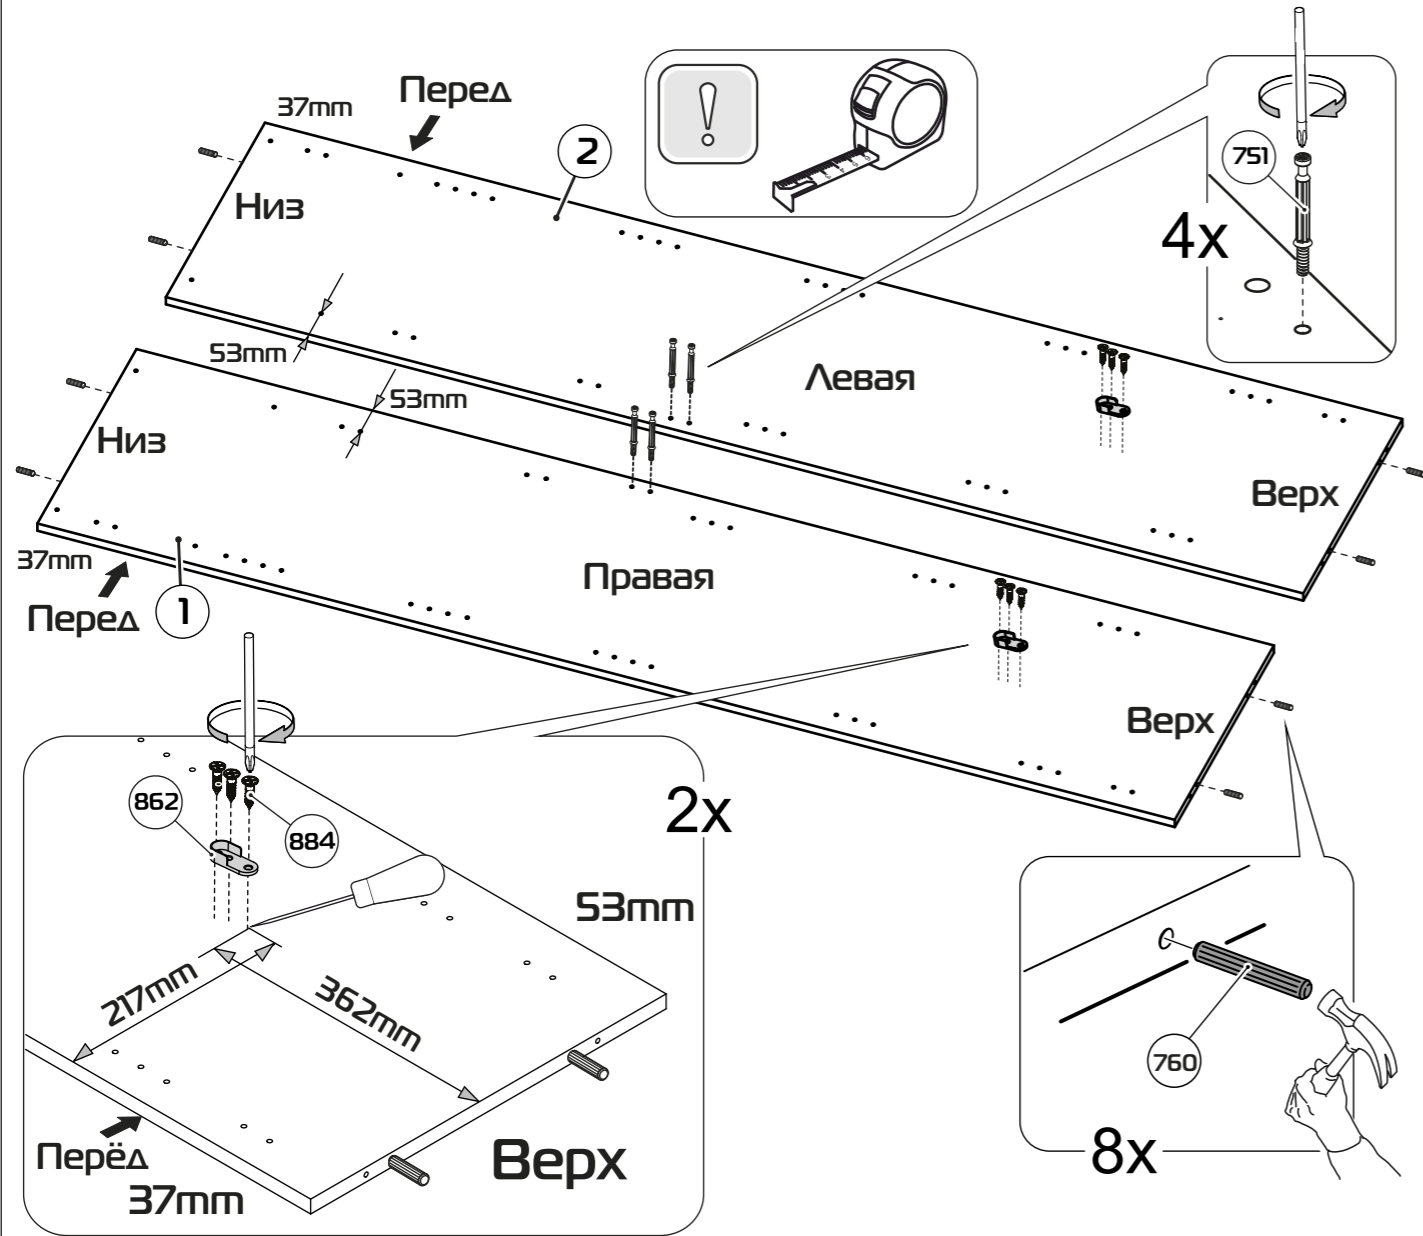 37mm
Перед
2
!
751
4x
Низ
53mm
Левая
53mm
Низ
Верх
37mm
Перед
1
Правая
Верх
862
884
2x
53mm
217mm
362mm
Перёд
37mm
Верх
760
8x